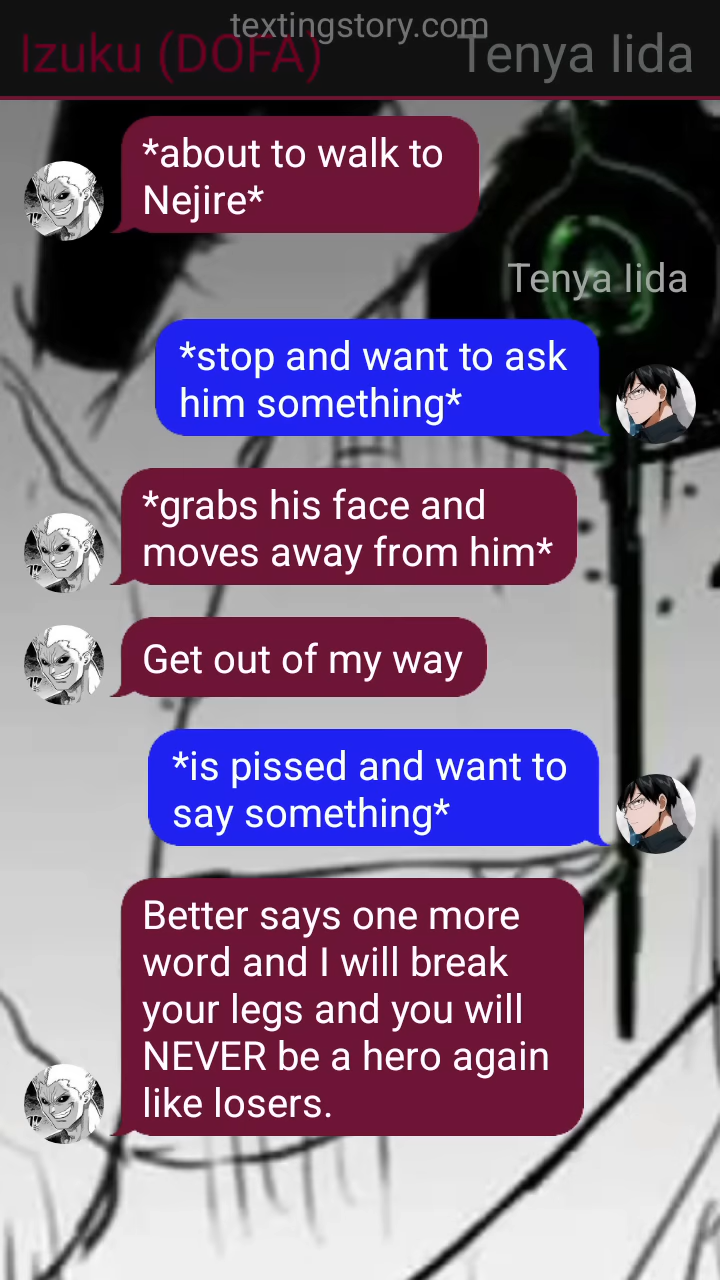 textingstory.com
Izuku (DOFA)
Tenya Iida
*about to walk to
Nejire*
Tenya Iida
*stop and want to ask
him something*
*grabs his face and
moves away from him*
Get out of my way
*is pissed and want to
say something*
Better says one more
word and I will break
your legs and you will
NEVER be a hero again
like losers.